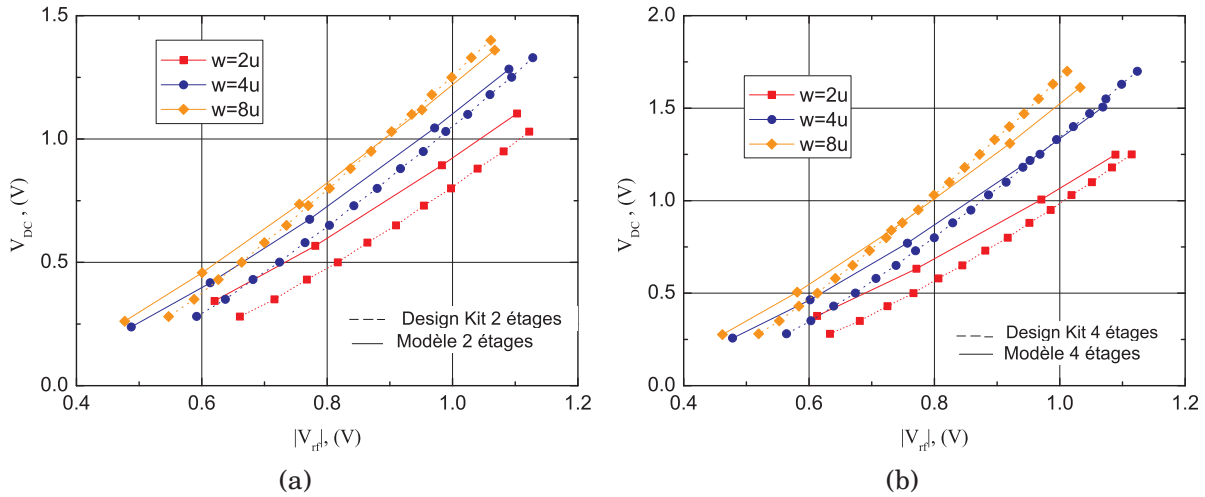 1.5
1.0
0.5
0.0
V_DC, (V)
w=2u
w=4u
w=8u
Design Kit 2 étages
Modèle 2 étages
0.4 0.6 0.8 1.0 1.2
|V_rf|, (V)
(a)
2.0
1.5
1.0
0.5
0.0
V_DC, (V)
w=2u
w=4u
w=8u
Design Kit 4 étages
Modèle 4 étages
0.4 0.6 0.8 1.0 1.2
|V_rf|, (V)
(b)